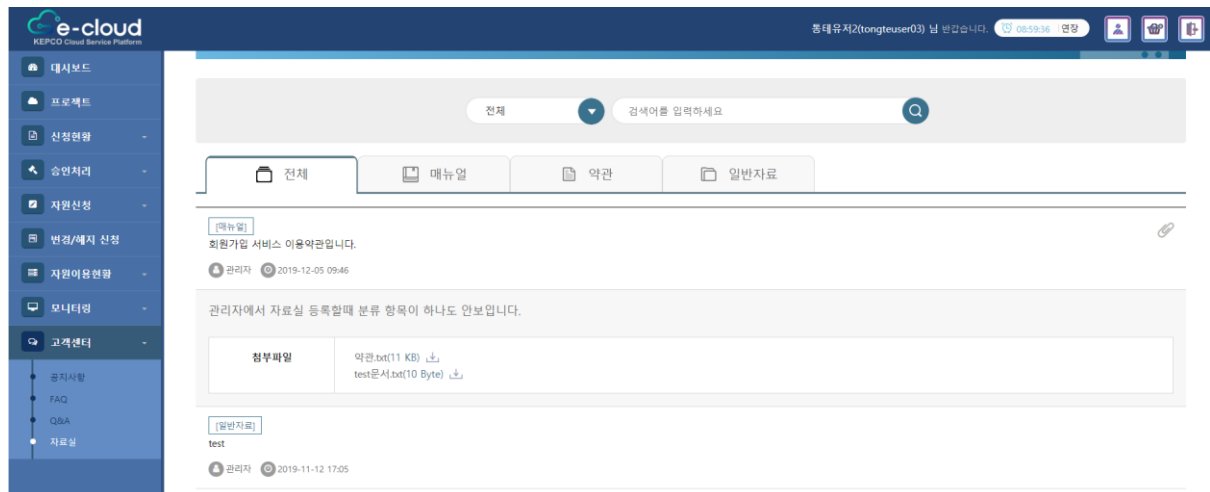 e-cloud
KEPCO Cloud Service Platform
통테유저2(tongteuser03) 님 반갑습니다. 08:59:36 연장
대시보드
프로젝트
신청현황
승인처리
자원신청
변경/해지 신청
자원이용현황
모니터링
고객센터
공지사항
FAQ
Q&A
자료실
전체 검색어를 입력하세요
전체 매뉴얼 약관 일반자료
[매뉴얼]
회원가입 서비스 이용약관입니다.
관리자 2019-12-05 09:46
관리자에서 자료실 등록할때 분류 항목이 하나도 안보입니다.
첨부파일
약관.txt(11 KB)
test문서.txt(10 Byte)
[일반자료]
test
관리자 2019-11-12 17:05